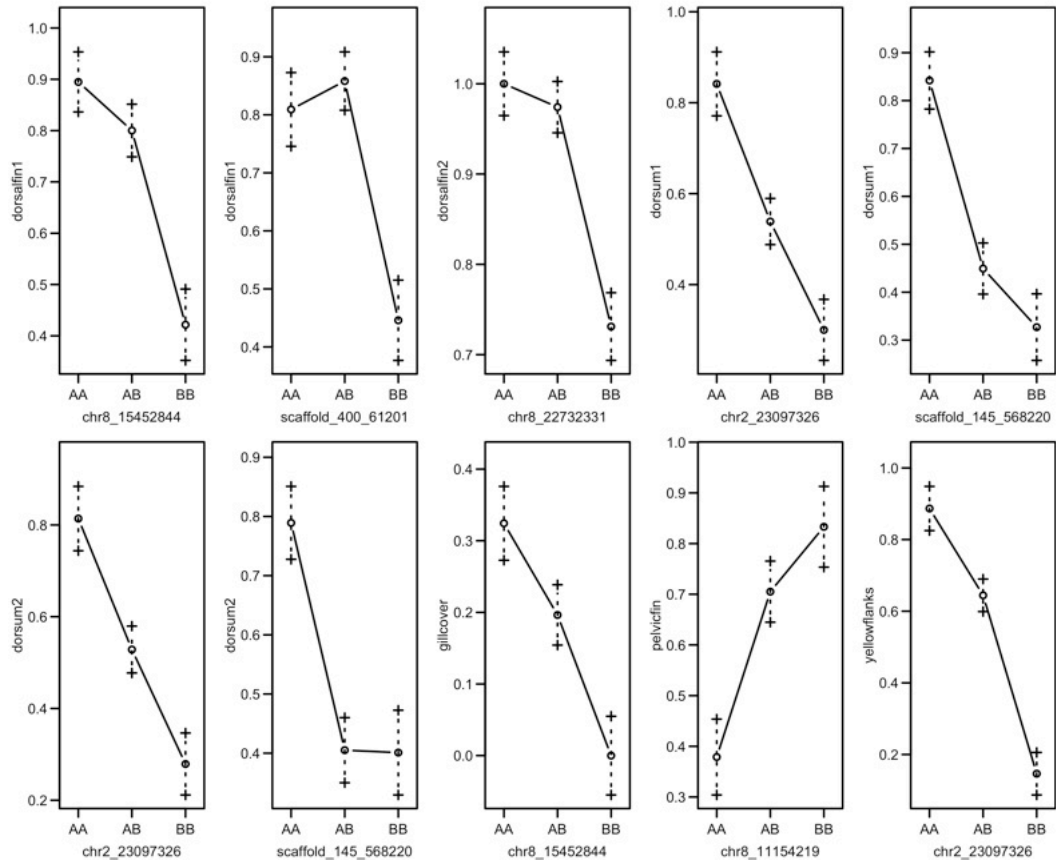 dorsalfin1
1.0
0.9
0.8
0.7
0.6
0.5
0.4
AA AB BB
chr8_15452844
dorsalfin1
0.9
0.8
0.7
0.6
0.5
0.4
AA AB BB
scaffold_400_61201
dorsalfin2
1.0
0.9
0.8
0.7
AA AB BB
chr8_22732331
dorsum1
1.0
0.8
0.6
0.4
AA AB BB
chr2_23097326
dorsum1
0.9
0.8
0.7
0.6
0.5
0.4
0.3
AA AB BB
scaffold_145_568220
dorsum2
0.8
0.6
0.4
0.2
AA AB BB
chr2_23097326
dorsum2
0.9
0.8
0.7
0.6
0.5
0.4
AA AB BB
scaffold_145_568220
gillcover
0.4
0.3
0.2
0.1
0.0
AA AB BB
chr8_15452844
pelvicfin
1.0
0.9
0.8
0.7
0.6
0.5
0.4
0.3
AA AB BB
chr8_11154219
yellowflanks
1.0
0.8
0.6
0.4
0.2
AA AB BB
chr2_23097326